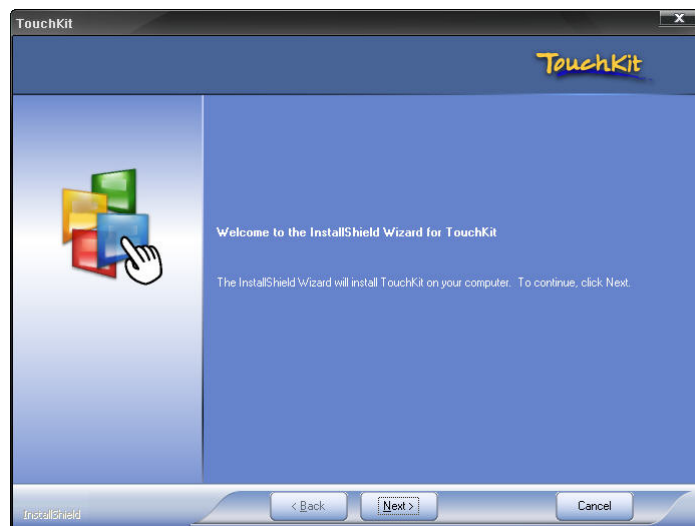 TouchKit
X
TouchKit
Welcome to the InstallShield Wizard for TouchKit
The InstallShield Wizard will install TouchKit on your computer. To continue, click Next.
InstallShield
< Back
Next >
Cancel